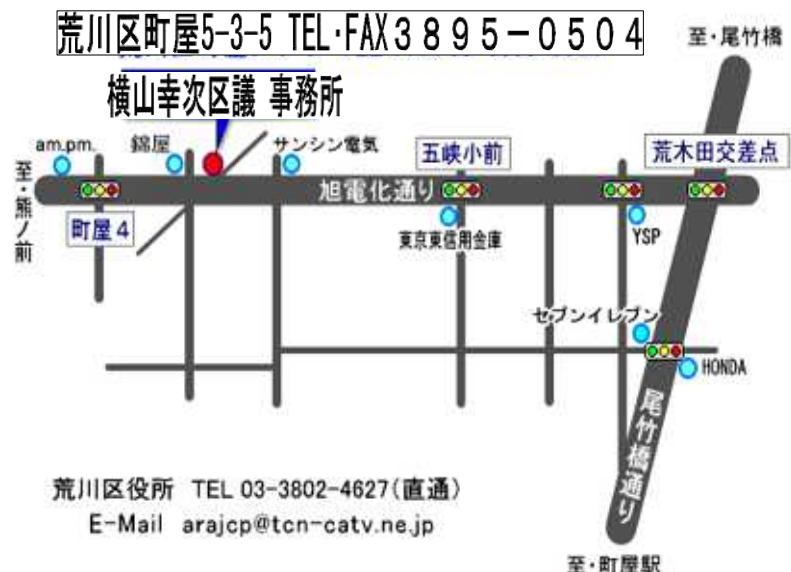 荒川区町屋5-3-5 TEL・FAX３８９５－０５０４
横山幸次区議 事務所
至・尾竹橋
am.pm.
錦屋
サンシン電気
五峡小前
荒木田交差点
至・熊ノ前
旭電化通り
町屋４
東京東信用金庫
YSP
セブンイレブン
HONDA
尾竹橋通り
荒川区役所 TEL 03-3802-4627(直通)
E-Mail arajcp@tcn-catv.ne.jp
至・町屋駅